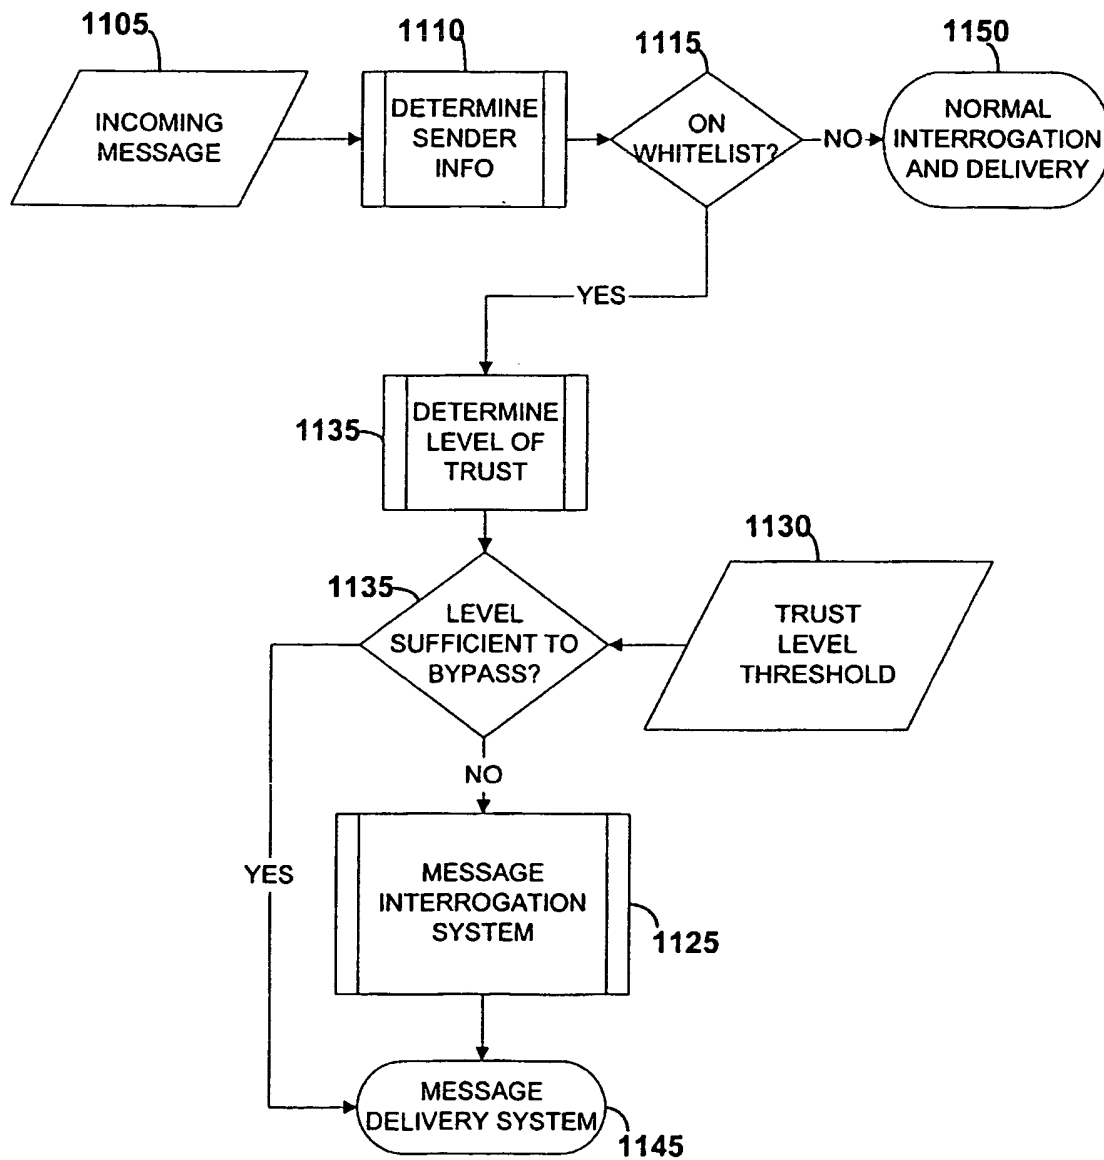 1105
1110
1115
1150
INCOMING
MESSAGE
DETERMINE
SENDER
INFO
ON
WHITELIST?
NO
NORMAL
INTERROGATION
AND DELIVERY
YES
1135
DETERMINE
LEVEL OF
TRUST
1130
1135
LEVEL
SUFFICIENT TO
BYPASS?
TRUST
LEVEL
THRESHOLD
NO
YES
MESSAGE
INTERROGATION
SYSTEM
1125
MESSAGE
DELIVERY SYSTEM
1145